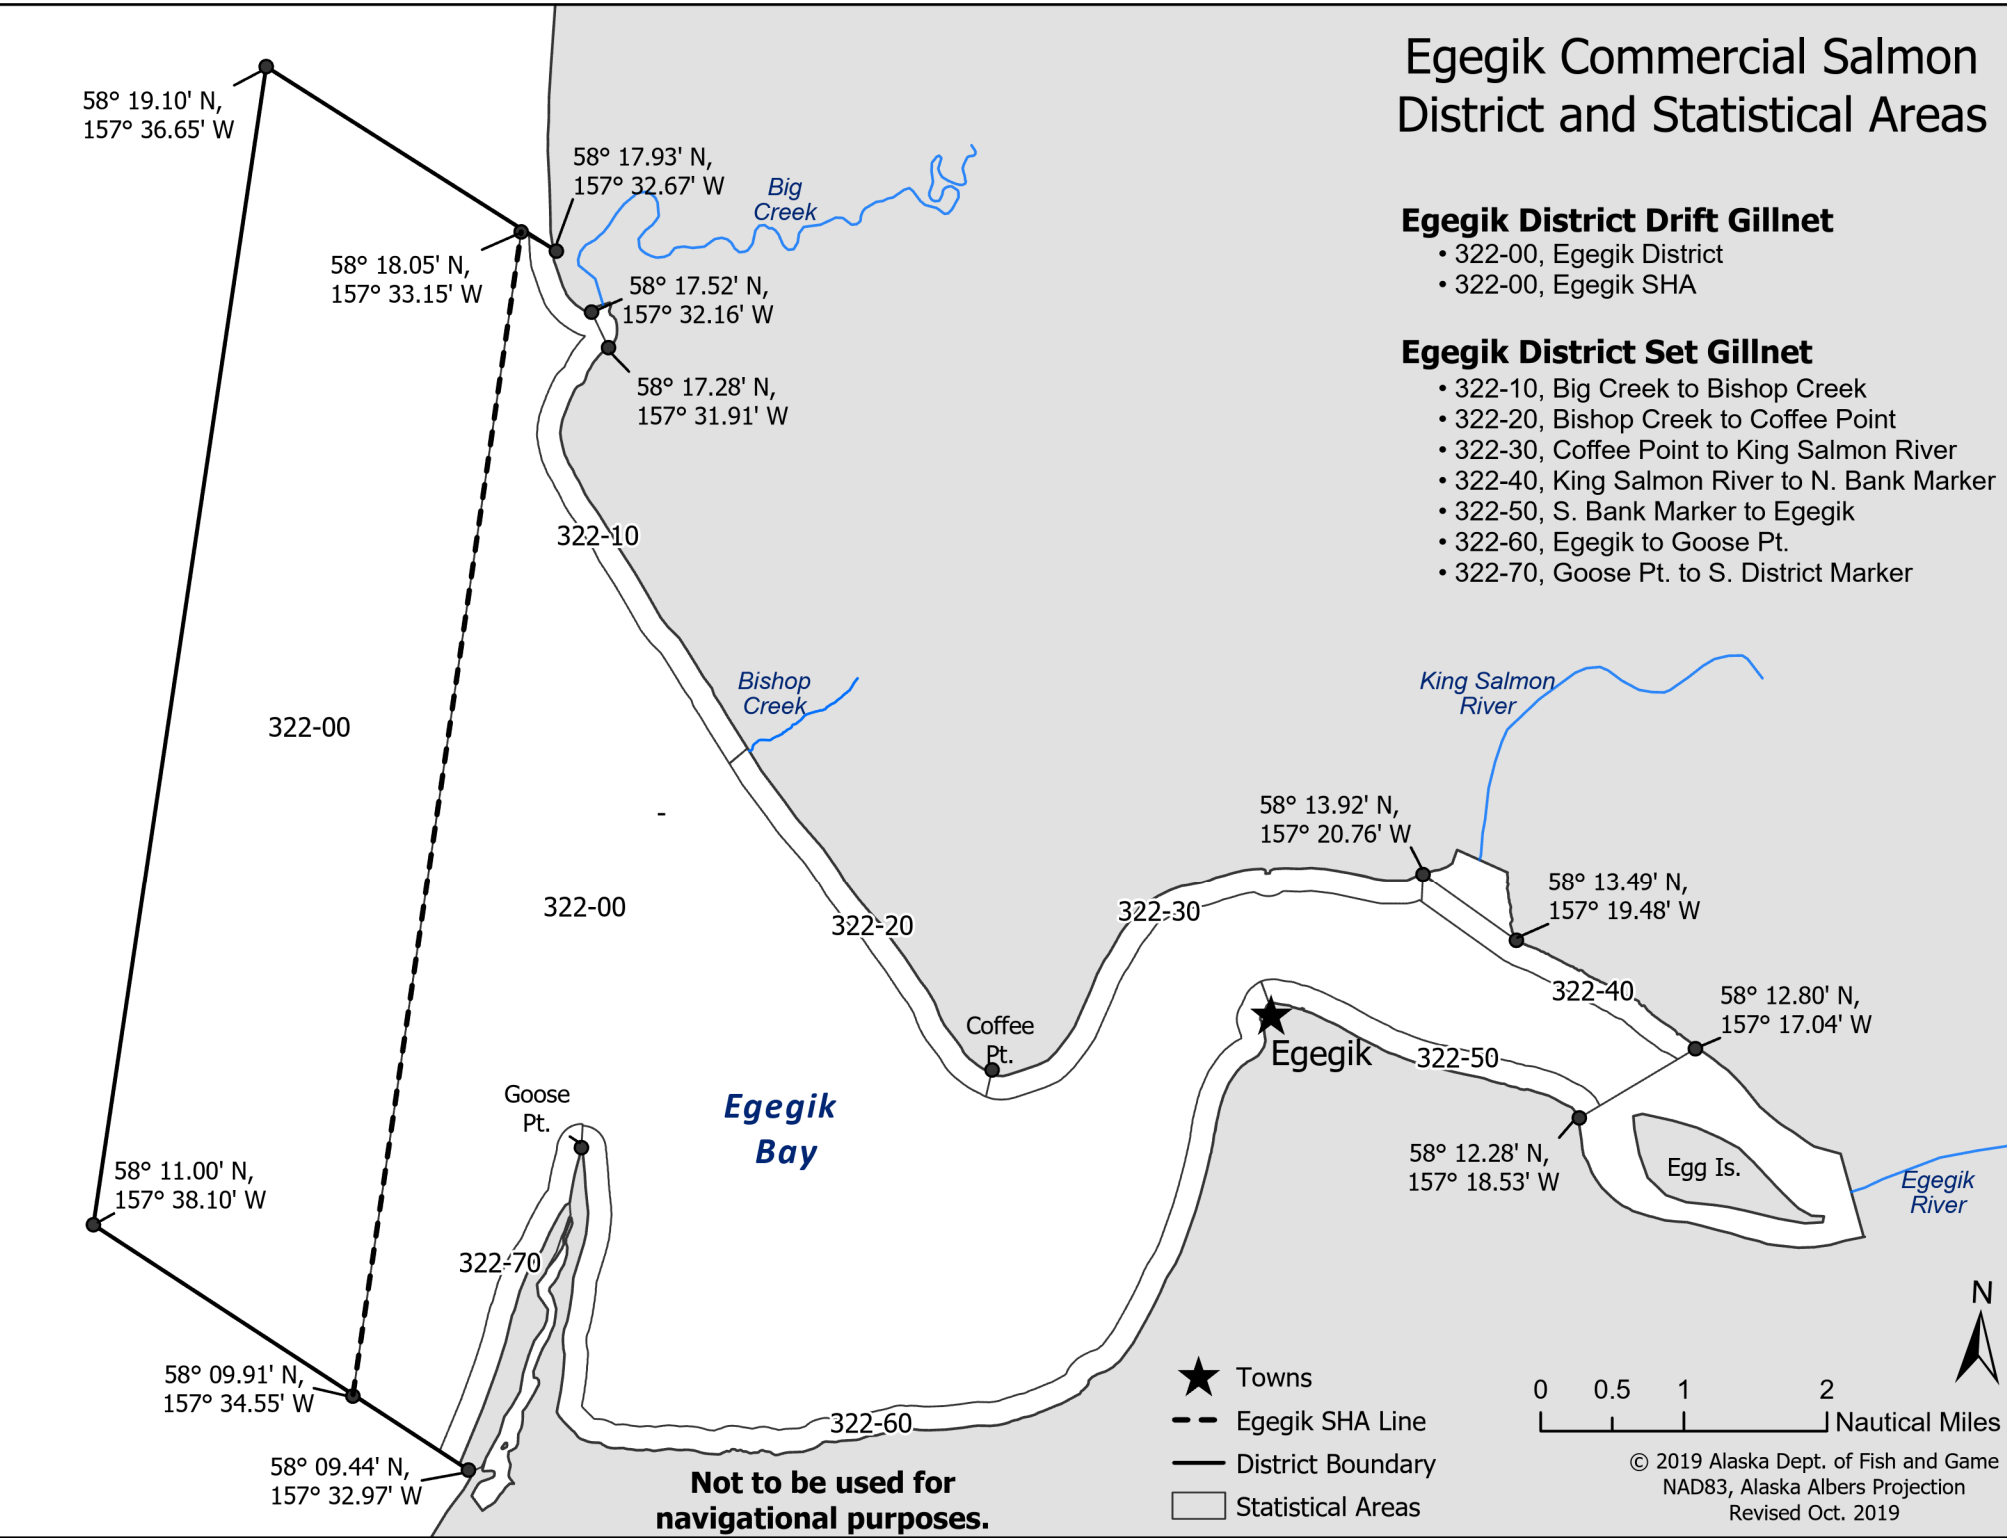 Egegik Commercial Salmon
District and Statistical Areas
58° 19.10' N,
157° 36.65' W
58° 17.93' N,
157° 32.67' W
Big
Creek
58° 18.05' N,
157° 33.15' W
58° 17.52' N,
157° 32.16' W
58° 17.28' N,
157° 31.91' W
Egegik District Drift Gillnet
• 322-00, Egegik District
• 322-00, Egegik SHA
Egegik District Set Gillnet
• 322-10, Big Creek to Bishop Creek
• 322-20, Bishop Creek to Coffee Point
• 322-30, Coffee Point to King Salmon River
• 322-40, King Salmon River to N. Bank Marker
• 322-50, S. Bank Marker to Egegik
• 322-60, Egegik to Goose Pt.
• 322-70, Goose Pt. to S. District Marker
322-10
Bishop
Creek
King Salmon
River
322-00
-
58° 13.92' N,
157° 20.76' W
58° 13.49' N,
157° 19.48' W
322-00
322-20
322-30
322-40
58° 12.80' N,
157° 17.04' W
Coffee
Pt.
Egegik
322-50
Goose
Pt.
Egegik
Bay
58° 12.28' N,
157° 18.53' W
Egg Is.
Egegik
River
58° 11.00' N,
157° 38.10' W
322-70
58° 09.91' N,
157° 34.55' W
322-60
58° 09.44' N,
157° 32.97' W
Not to be used for
navigational purposes.
Towns
Egegik SHA Line
District Boundary
Statistical Areas
N
0 0.5 1 2
Nautical Miles
© 2019 Alaska Dept. of Fish and Game
NAD83, Alaska Albers Projection
Revised Oct. 2019